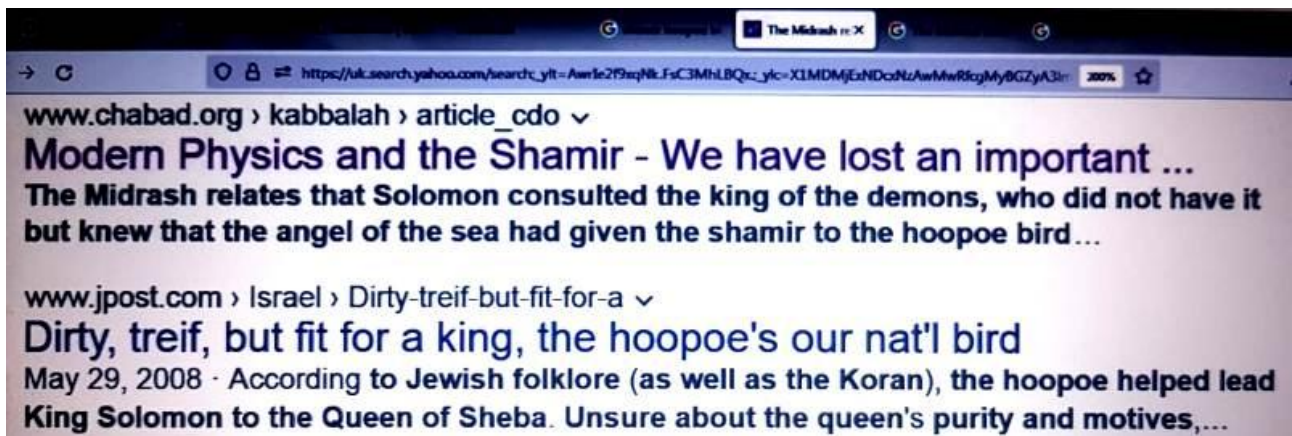 The Midrash re X
https://uk.search.yahoo.com/search;_ylt=
200%
www.chabad.org › kabbalah › article_cdo
Modern Physics and the Shamir - We have lost an important ...
The Midrash relates that Solomon consulted the king of the demons, who did not have it
but knew that the angel of the sea had given the shamir to the hoopoe bird...
www.jpost.com › Israel › Dirty-treif-but-fit-for-a
Dirty, treif, but fit for a king, the hoopoe's our nat'l bird
May 29, 2008 · According to Jewish folklore (as well as the Koran), the hoopoe helped lead
King Solomon to the Queen of Sheba. Unsure about the queen's purity and motives,...